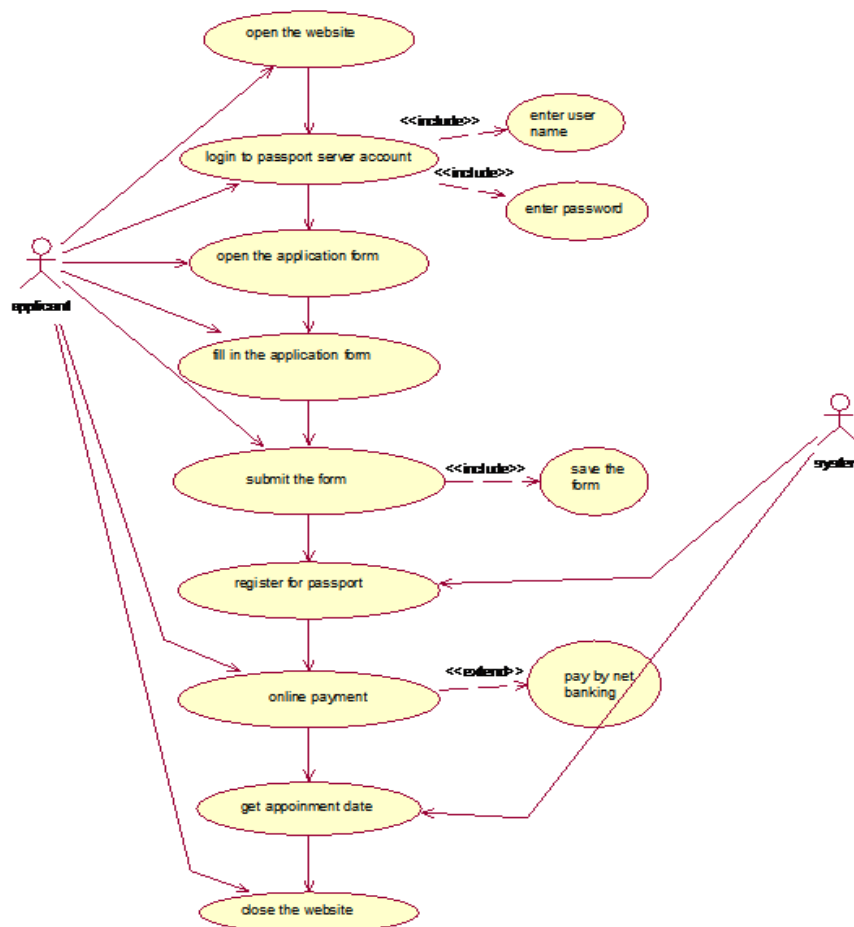 open the website
<<include>>
enter user
name
login to passport server account
<<include>>
enter password
open the application form
applicant
fill in the application form
<<include>>
save the
form
submit the form
system
register for passport
<<extend>>
pay by net
banking
online payment
get appoinment date
close the website